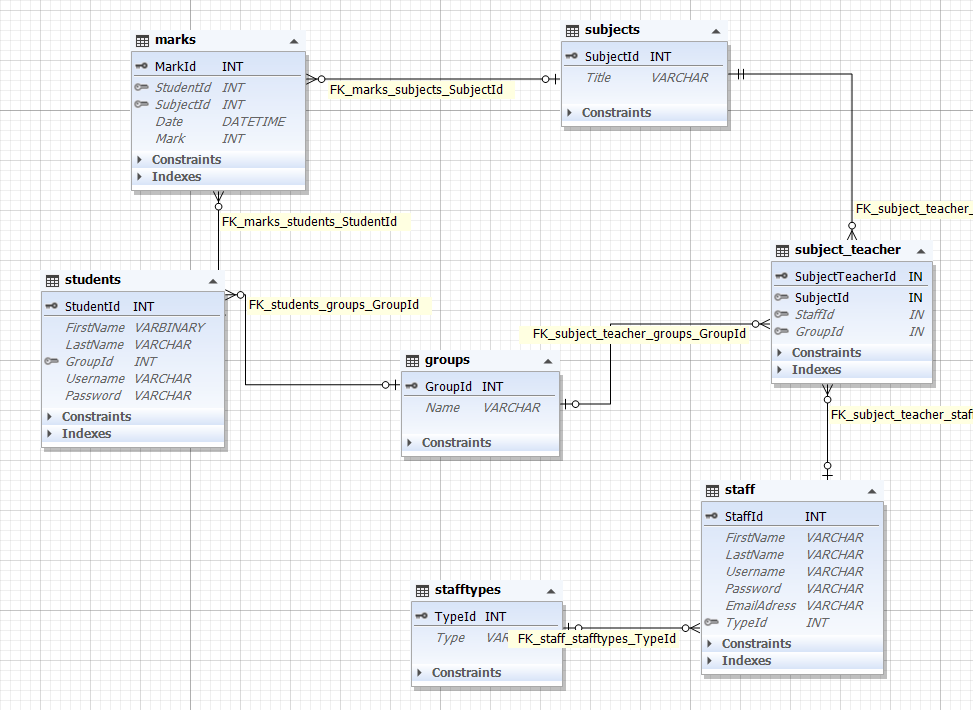 marks
MarkId INT
StudentId INT
SubjectId INT
Date DATETIME
Mark INT
Constraints
Indexes
FK_marks_subjects_SubjectId
subjects
SubjectId INT
Title VARCHAR
Constraints
FK_marks_students_StudentId
FK_subject_teacher_
students
StudentId INT
FirstName VARBINARY
LastName VARCHAR
GroupId INT
Username VARCHAR
Password VARCHAR
Constraints
Indexes
FK_students_groups_GroupId
subject_teacher
SubjectTeacherId IN
SubjectId IN
StaffId IN
GroupId IN
Constraints
Indexes
FK_subject_teacher_groups_GroupId
groups
GroupId INT
Name VARCHAR
Constraints
FK_subject_teacher_staf
staff
StaffId INT
FirstName VARCHAR
LastName VARCHAR
Username VARCHAR
Password VARCHAR
EmailAdress VARCHAR
TypeId INT
Constraints
Indexes
stafftypes
TypeId INT
Type VAR
Constraints
FK_staff_stafftypes_TypeId